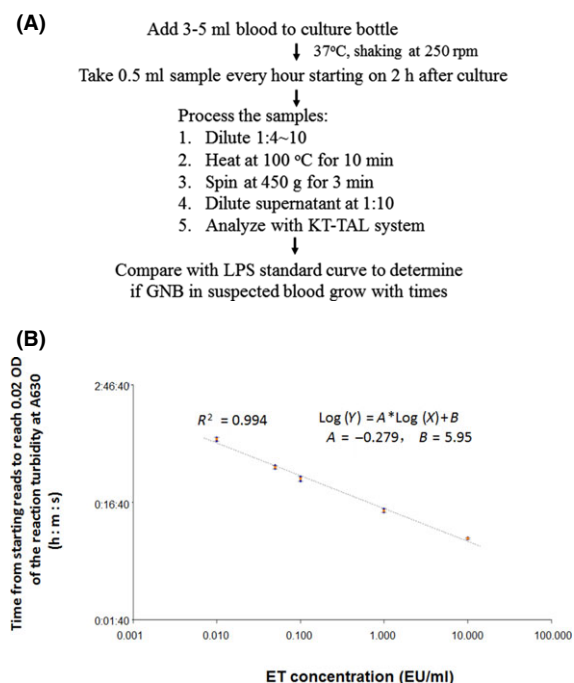 (A)
Add 3-5 ml blood to culture bottle
37°C, shaking at 250 rpm
Take 0.5 ml sample every hour starting on 2 h after culture
Process the samples:
1. Dilute 1:4~10
2. Heat at 100 °C for 10 min
3. Spin at 450 g for 3 min
4. Dilute supernatant at 1:10
5. Analyze with KT-TAL system
Compare with LPS standard curve to determine
if GNB in suspected blood grow with times
(B)
Time from starting reads to reach 0.02 OD
of the reaction turbidity at A630
(h : m : s)
2:46:40
0:16:40
0:01:40
R² = 0.994
Log (Y) = A*Log (X)+B
A = −0.279, B = 5.95
0.001 0.010 0.100 1.000 10.000 100.000
ET concentration (EU/ml)